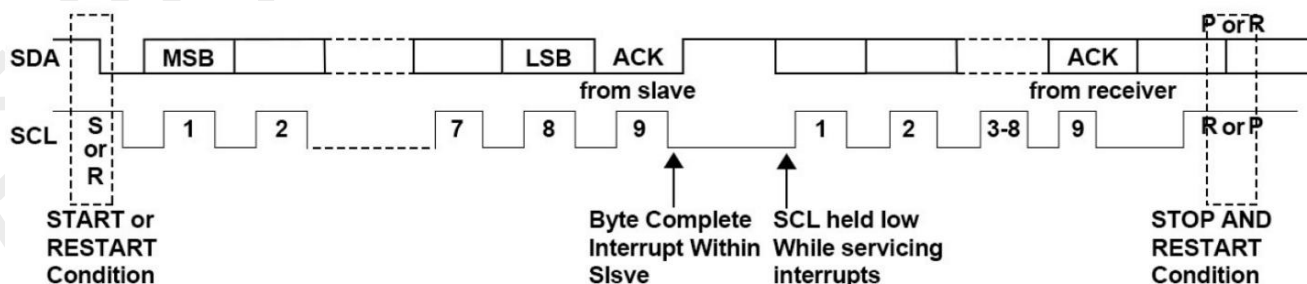 P or R
SDA MSB LSB ACK ACK
from slave from receiver
SCL S or R 1 2 7 8 9 1 2 3-8 9 R or P
START or
RESTART
Condition
Byte Complete
Interrupt Within
SIsve
SCL held low
While servicing
interrupts
STOP AND
RESTART
Condition